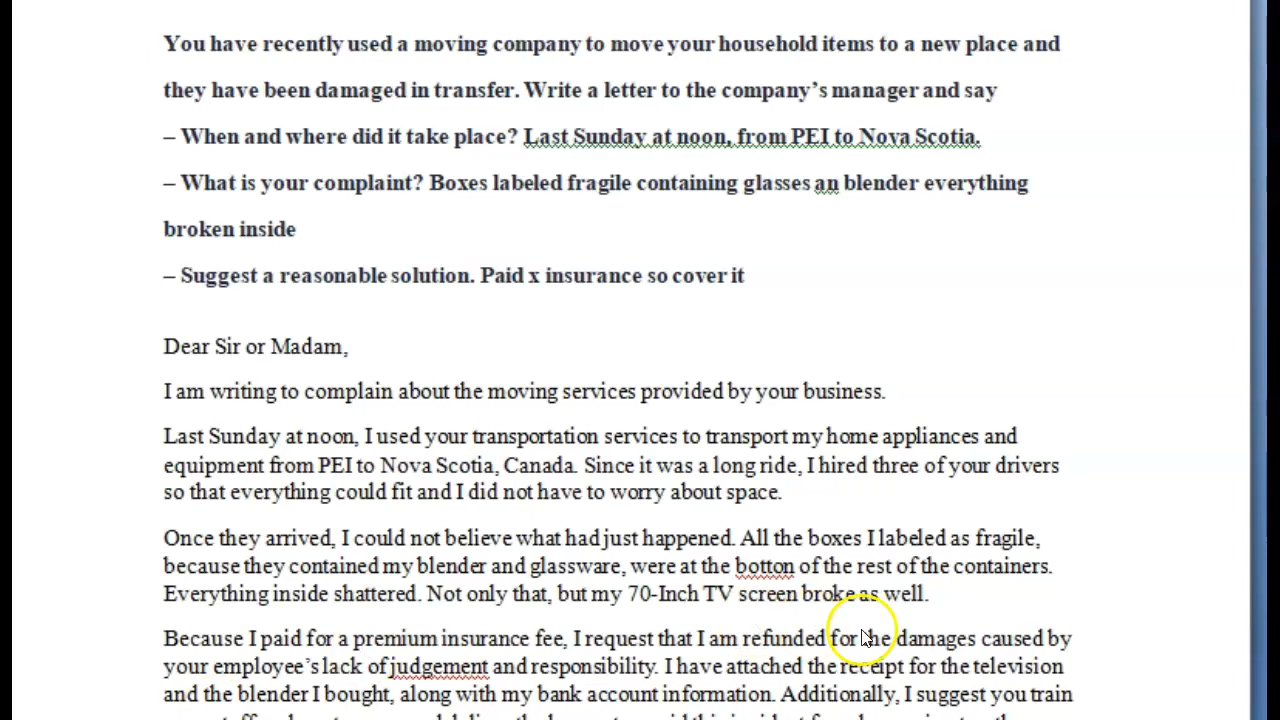 You have recently used a moving company to move your household items to a new place and
they have been damaged in transfer. Write a letter to the company’s manager and say
– When and where did it take place? Last Sunday at noon, from PEI to Nova Scotia.
– What is your complaint? Boxes labeled fragile containing glasses an blender everything
broken inside
– Suggest a reasonable solution. Paid x insurance so cover it
Dear Sir or Madam,
I am writing to complain about the moving services provided by your business.
Last Sunday at noon, I used your transportation services to transport my home appliances and
equipment from PEI to Nova Scotia, Canada. Since it was a long ride, I hired three of your drivers
so that everything could fit and I did not have to worry about space.
Once they arrived, I could not believe what had just happened. All the boxes I labeled as fragile,
because they contained my blender and glassware, were at the botton of the rest of the containers.
Everything inside shattered. Not only that, but my 70-Inch TV screen broke as well.
Because I paid for a premium insurance fee, I request that I am refunded for the damages caused by
your employee’s lack of judgement and responsibility. I have attached the receipt for the television
and the blender I bought, along with my bank account information. Additionally, I suggest you train